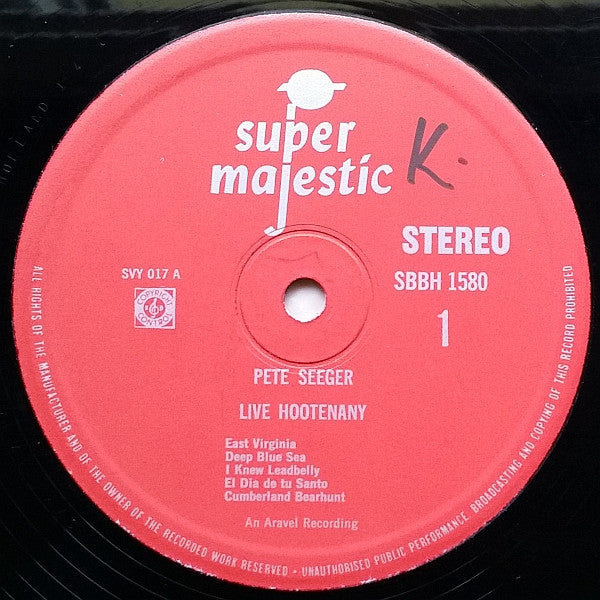 super
majestic
K.
STEREO
SVY 017 A
SBBH 1580
COPYRIGHT
CONTROL
1
PETE SEEGER
LIVE HOOTENANY
East Virginia
Deep Blue Sea
I Knew Leadbelly
El Dia de tu Santo
Cumberland Bearhunt
An Aravel Recording
ALL RIGHTS OF THE MANUFACTURER AND OF THE OWNER OF THE RECORDED WORK RESERVED - UNAUTHORISED PUBLIC PERFORMANCE, BROADCASTING AND COPYING OF THIS RECORD PROHIBITED